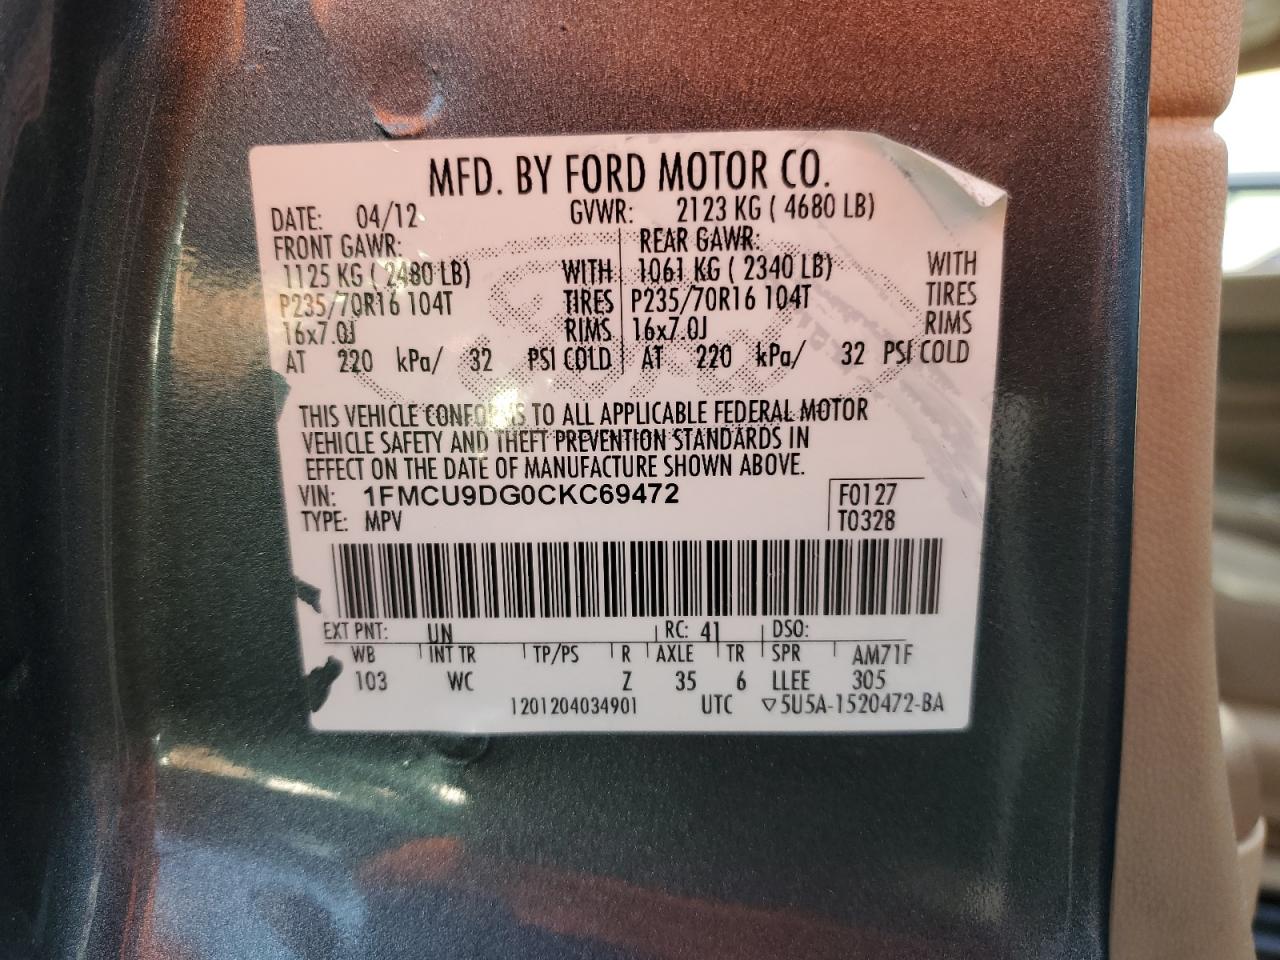 MFD. BY FORD MOTOR CO.
DATE: 04/12 GVWR: 2123 KG ( 4680 LB)
FRONT GAWR: REAR GAWR:
1125 KG ( 2480 LB) WITH 1061 KG ( 2340 LB) WITH
P235/70R16 104T TIRES P235/70R16 104T TIRES
16x7.0J RIMS 16x7.0J RIMS
AT 220 kPa/ 32 PSI COLD AT 220 kPa/ 32 PSI COLD
THIS VEHICLE CONFORMS TO ALL APPLICABLE FEDERAL MOTOR
VEHICLE SAFETY AND THEFT PREVENTION STANDARDS IN
EFFECT ON THE DATE OF MANUFACTURE SHOWN ABOVE.
VIN: 1FMCU9DG0CKC69472 F0127
TYPE: MPV T0328
EXT PNT: UN RC: 41 DSO:
WB INT TR TP/PS R AXLE TR SPR AM71F
103 WC Z 35 6 LLEE 305
1201204034901 UTC ▽5U5A-1520472-BA